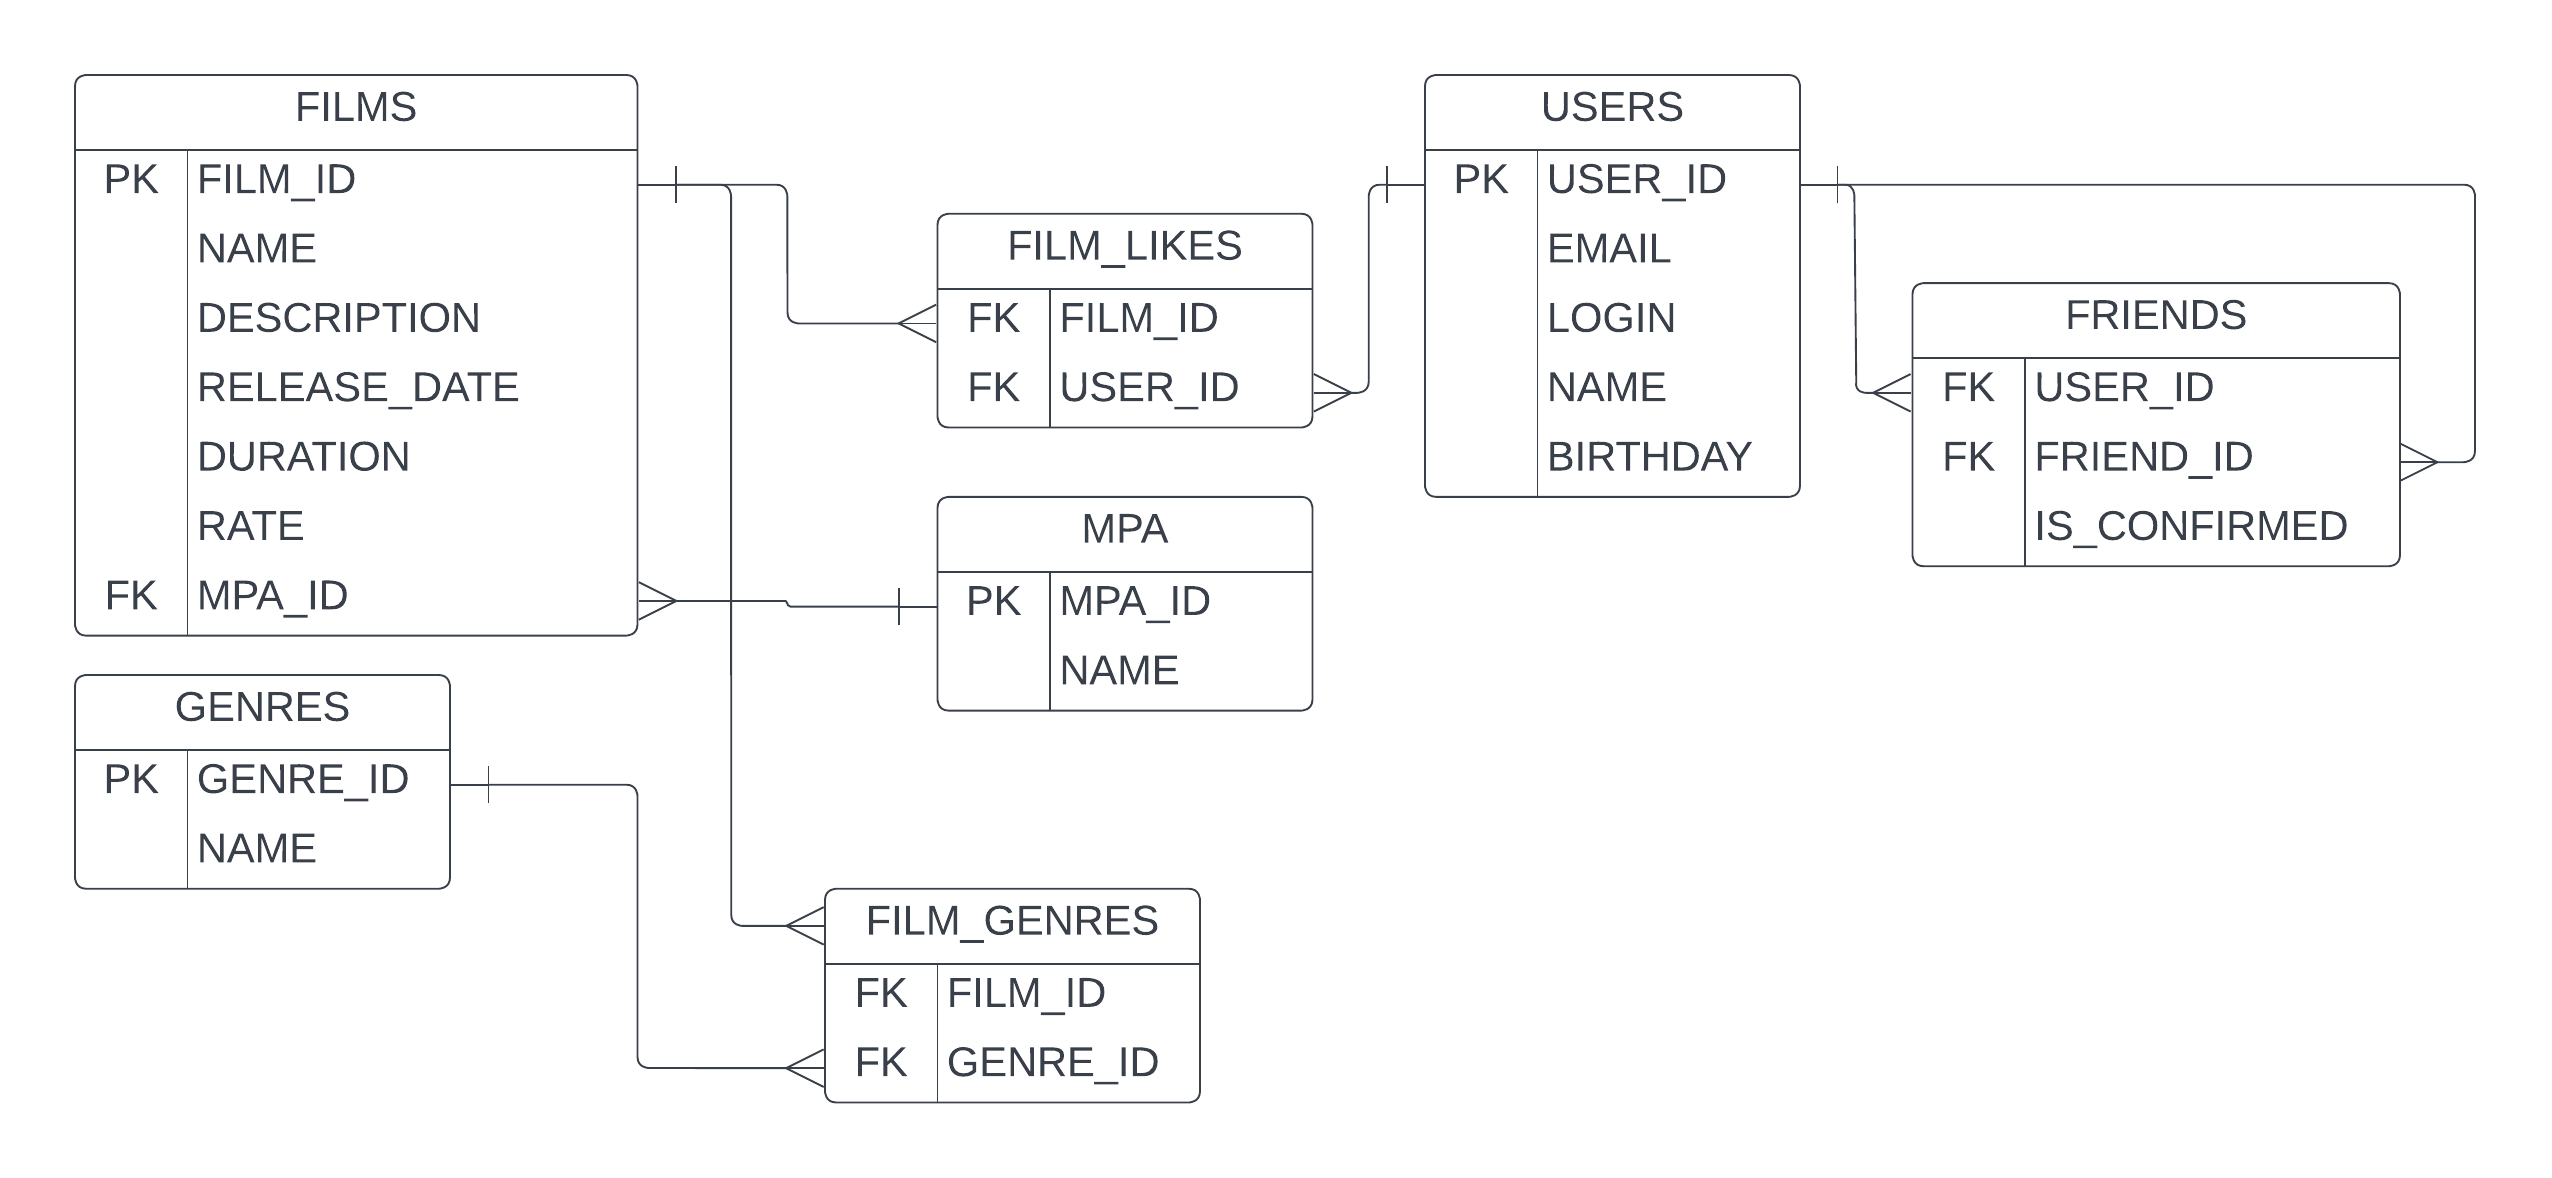 FILMS
PK FILM_ID
NAME
DESCRIPTION
RELEASE_DATE
DURATION
RATE
FK MPA_ID
FILM_LIKES
FK FILM_ID
FK USER_ID
USERS
PK USER_ID
EMAIL
LOGIN
NAME
BIRTHDAY
FRIENDS
FK USER_ID
FK FRIEND_ID
IS_CONFIRMED
MPA
PK MPA_ID
NAME
GENRES
PK GENRE_ID
NAME
FILM_GENRES
FK FILM_ID
FK GENRE_ID